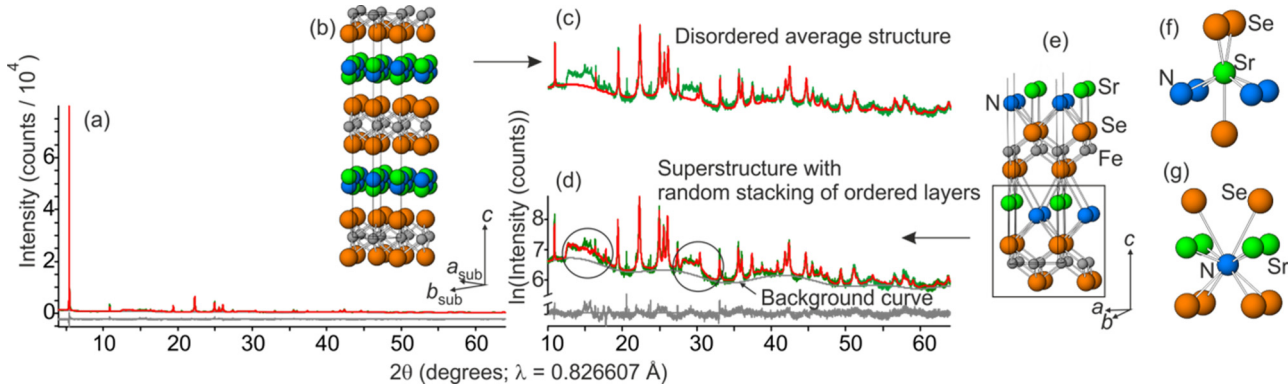 (a)
Intensity (counts / 10⁴)
8
6
4
2
0
10
20
30
40
50
60
(b)
c
a_sub
b_sub
(c)
Disordered average structure
ln(Intensity (counts))
(d)
Superstructure with
random stacking of ordered layers
8
7
6
Background curve
10
20
30
40
50
60
2θ (degrees; λ = 0.826607 Å)
(e)
N
Sr
Se
Fe
c
a
b
(f)
Se
Sr
N
(g)
Se
N
Sr